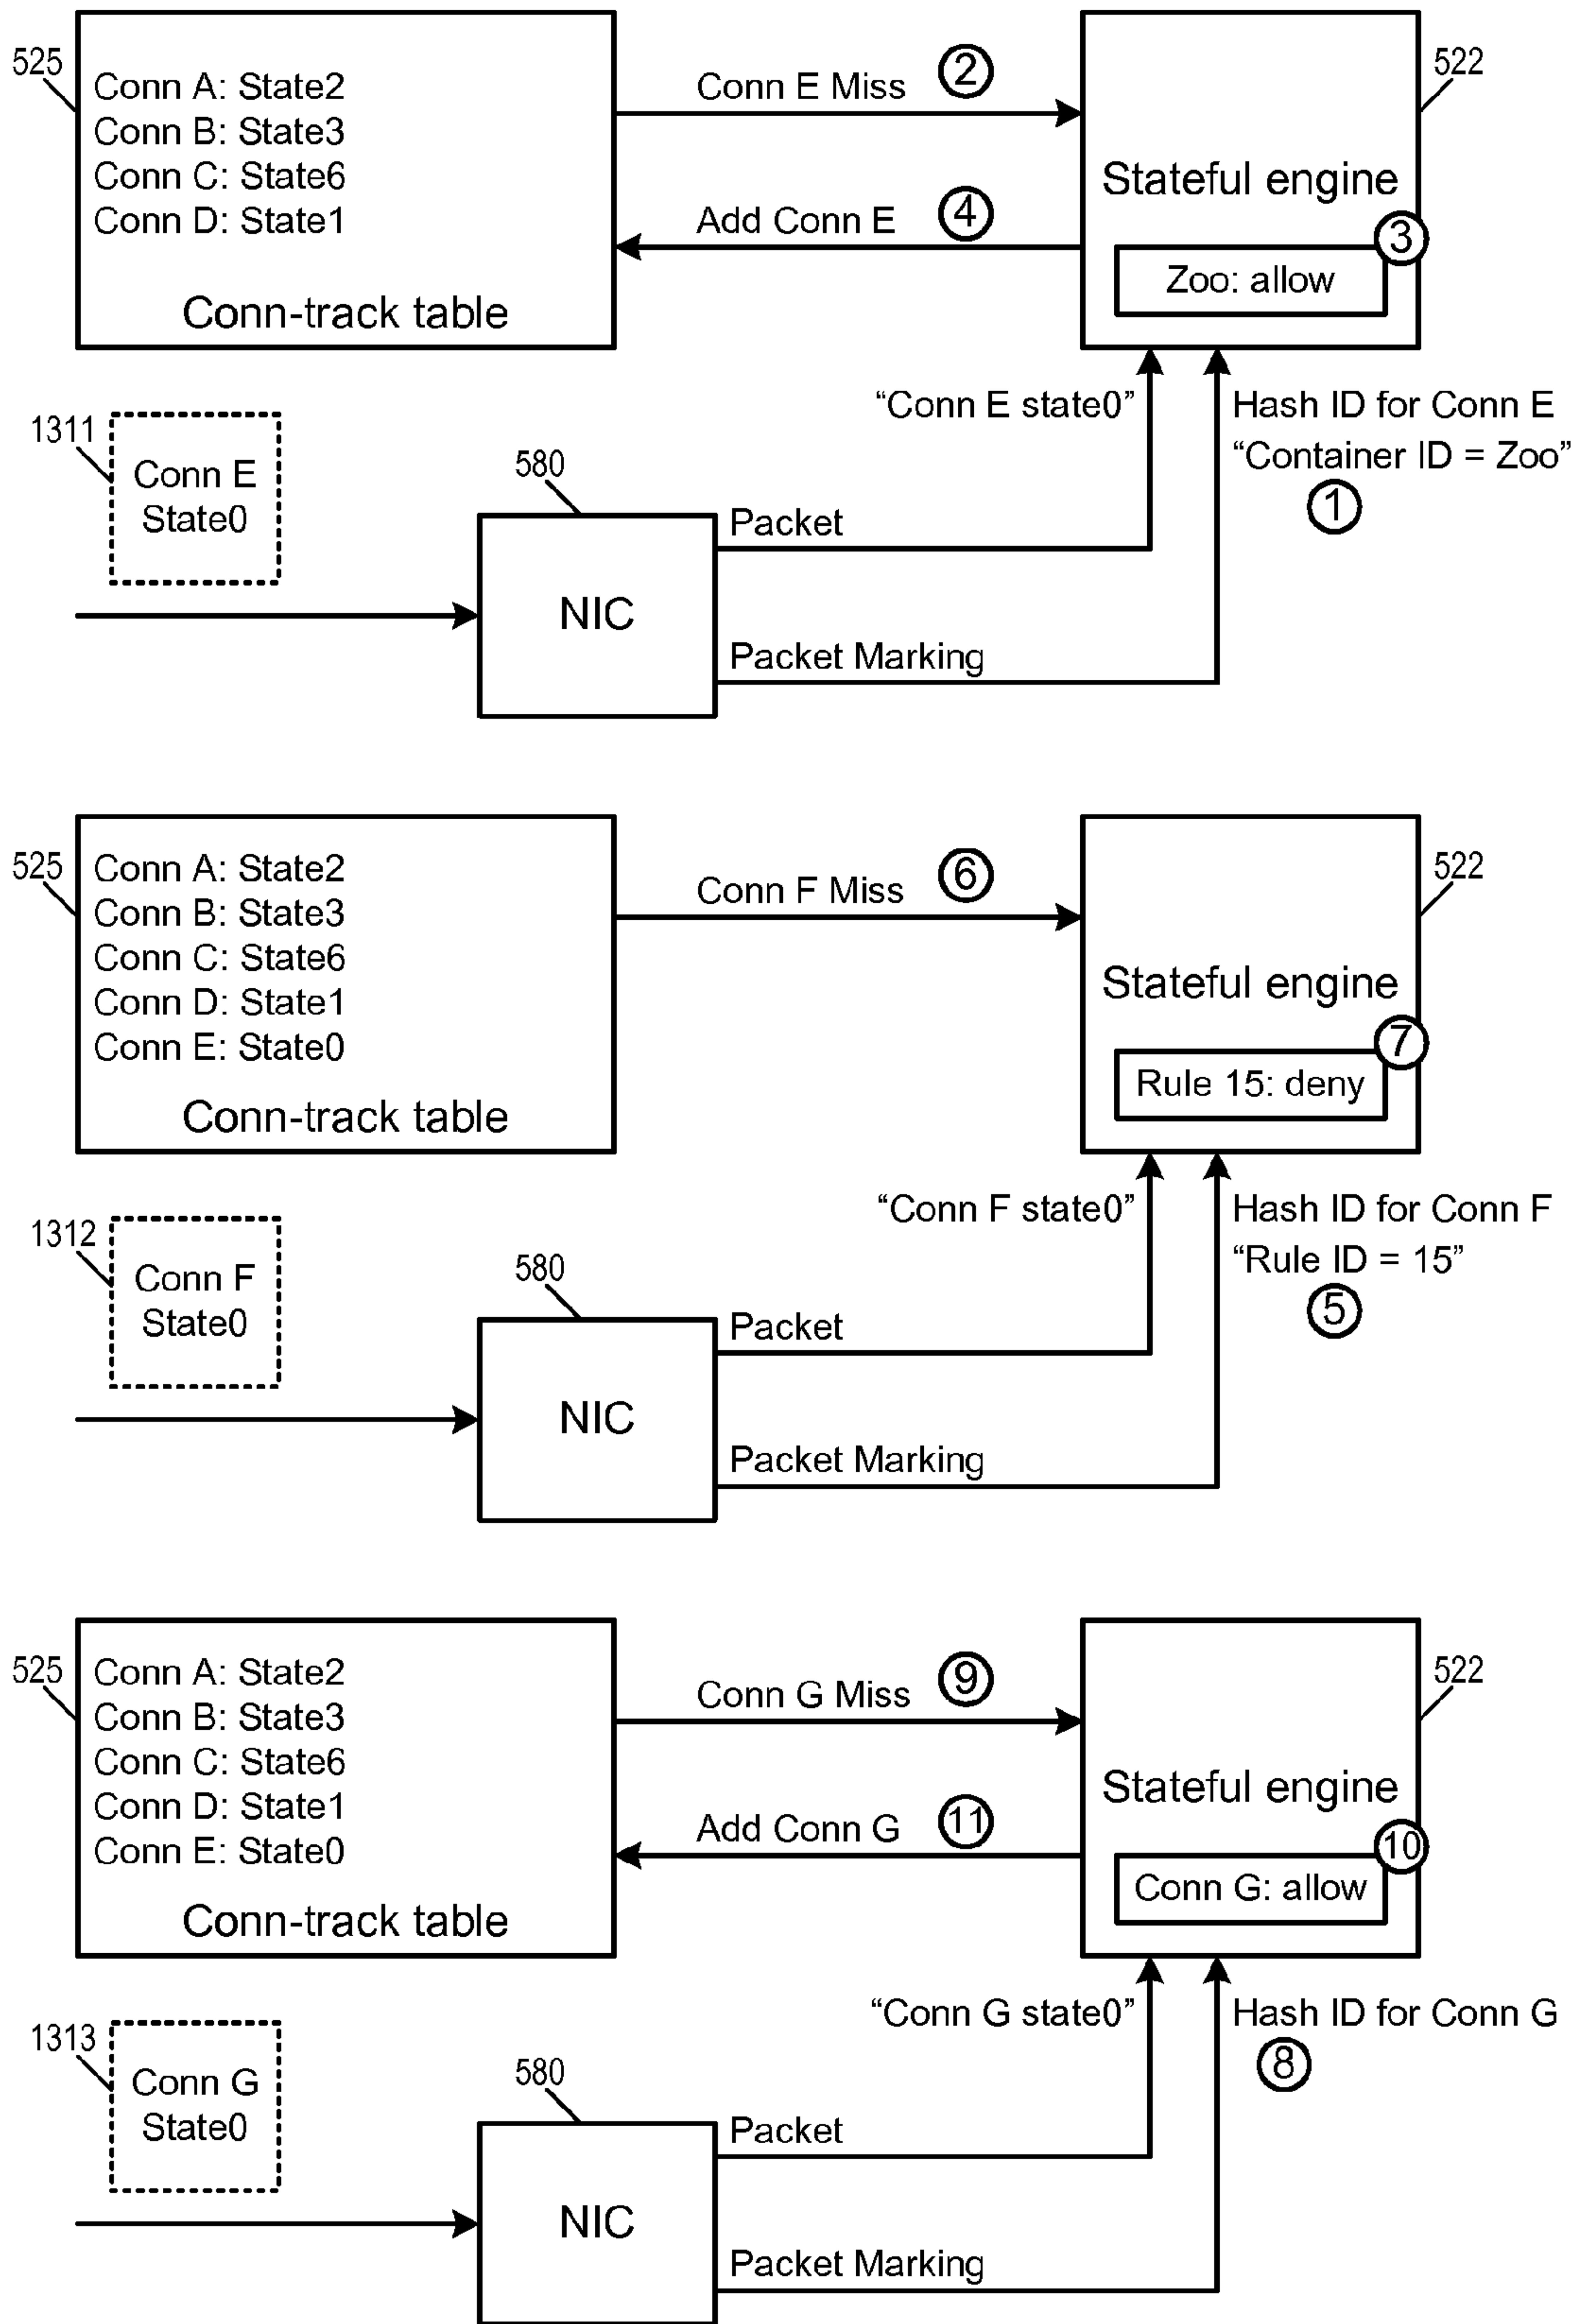 525
Conn A: State2
Conn B: State3
Conn C: State6
Conn D: State1
Conn-track table
Conn E Miss
2
Add Conn E
4
522
Stateful engine
3
Zoo: allow
1311
Conn E
State0
580
NIC
Packet
Packet Marking
“Conn E state0”
Hash ID for Conn E
“Container ID = Zoo”
1
525
Conn A: State2
Conn B: State3
Conn C: State6
Conn D: State1
Conn E: State0
Conn-track table
Conn F Miss
6
522
Stateful engine
7
Rule 15: deny
1312
Conn F
State0
580
NIC
Packet
Packet Marking
“Conn F state0”
Hash ID for Conn F
“Rule ID = 15”
5
525
Conn A: State2
Conn B: State3
Conn C: State6
Conn D: State1
Conn E: State0
Conn-track table
Conn G Miss
9
Add Conn G
11
522
Stateful engine
10
Conn G: allow
1313
Conn G
State0
580
NIC
Packet
Packet Marking
“Conn G state0”
Hash ID for Conn G
8